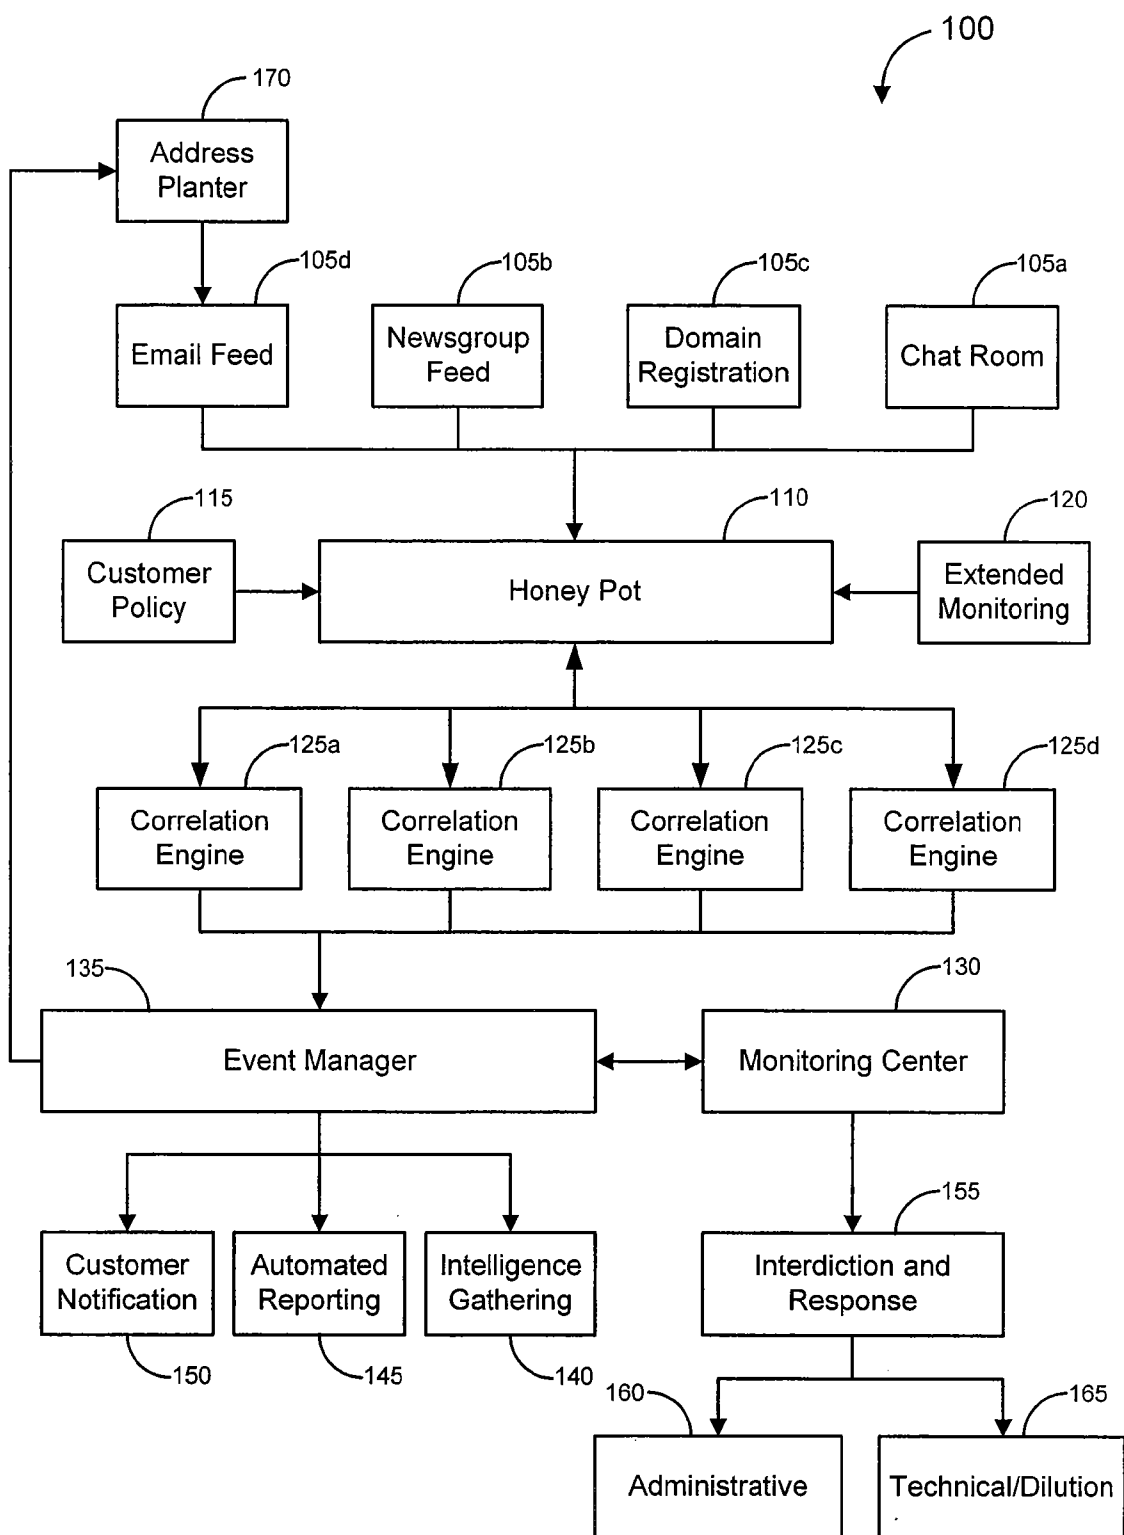 100
170
Address
Planter
105d
105b
105c
105a
Email Feed
Newsgroup
Feed
Domain
Registration
Chat Room
115
110
120
Customer
Policy
Honey Pot
Extended
Monitoring
125a
125b
125c
125d
Correlation
Engine
Correlation
Engine
Correlation
Engine
Correlation
Engine
135
130
Event Manager
Monitoring Center
155
Customer
Notification
Automated
Reporting
Intelligence
Gathering
Interdiction and
Response
150
145
140
160
165
Administrative
Technical/Dilution